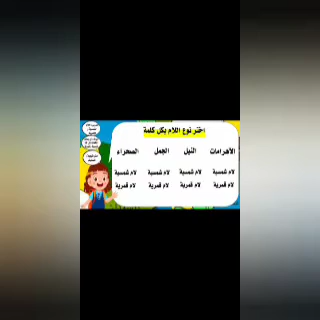 اختر نوع اللام بكل كلمة
الأهرامات النيل الجمل الصحراء
لام شمسية لام شمسية لام شمسية لام شمسية
لام قمرية لام قمرية لام قمرية لام قمرية